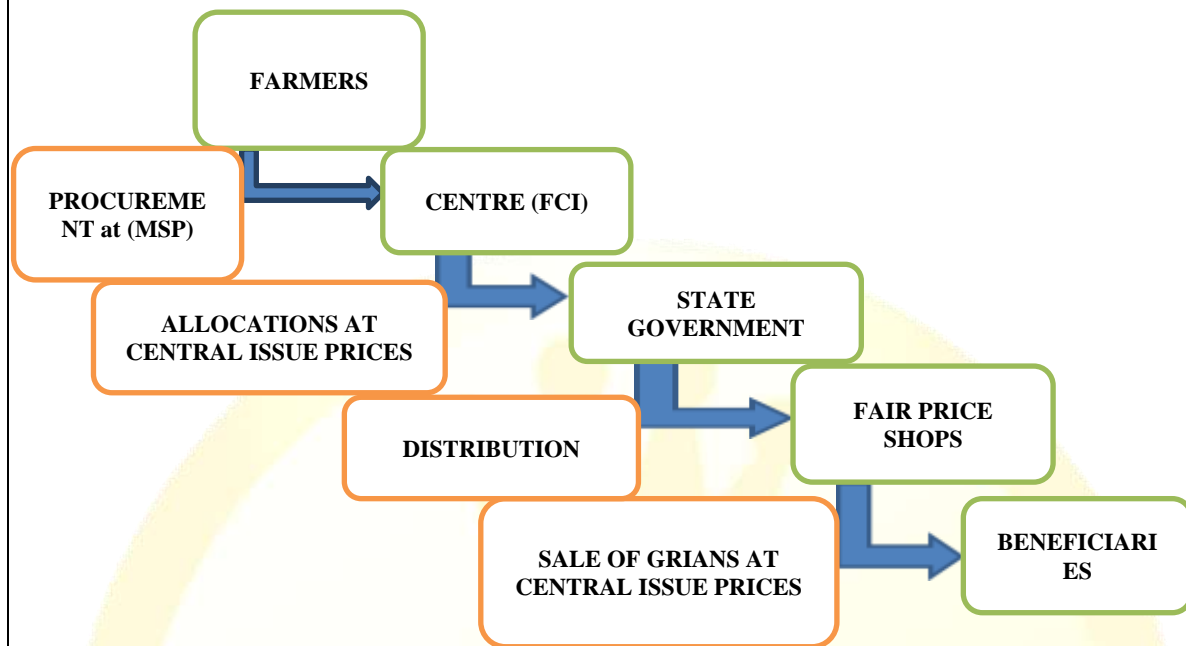 FARMERS
PROCUREME
NT at (MSP)
CENTRE (FCI)
ALLOCATIONS AT
CENTRAL ISSUE PRICES
STATE
GOVERNMENT
DISTRIBUTION
FAIR PRICE
SHOPS
SALE OF GRIANS AT
CENTRAL ISSUE PRICES
BENEFICIARI
ES